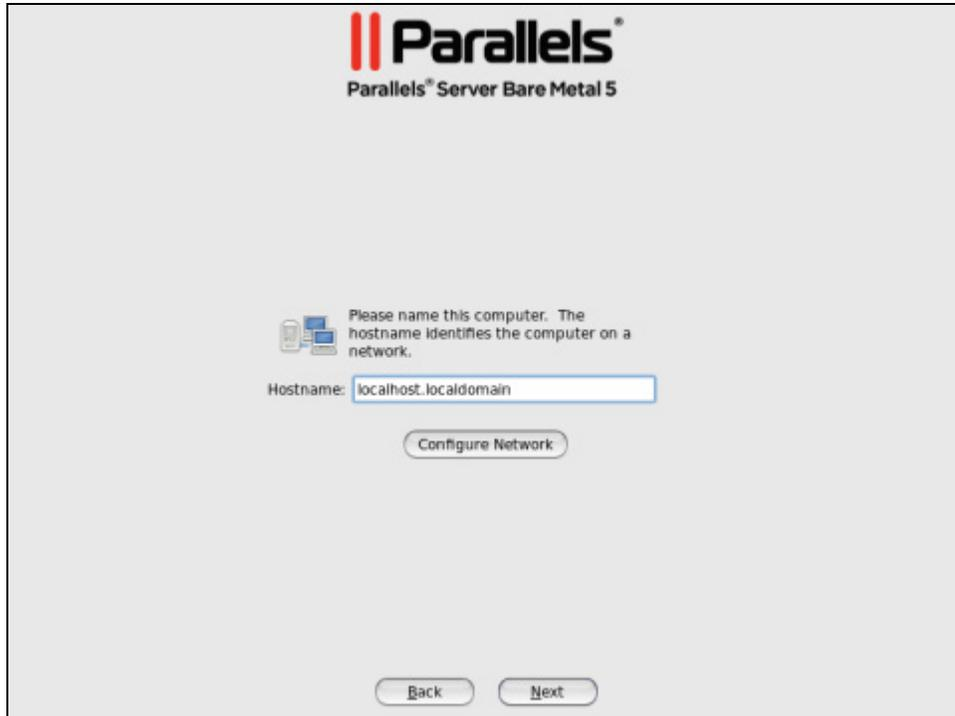 Parallels®
Parallels® Server Bare Metal 5
Please name this computer. The
hostname identifies the computer on a
network.
Hostname: localhost.localdomain
Configure Network
Back Next